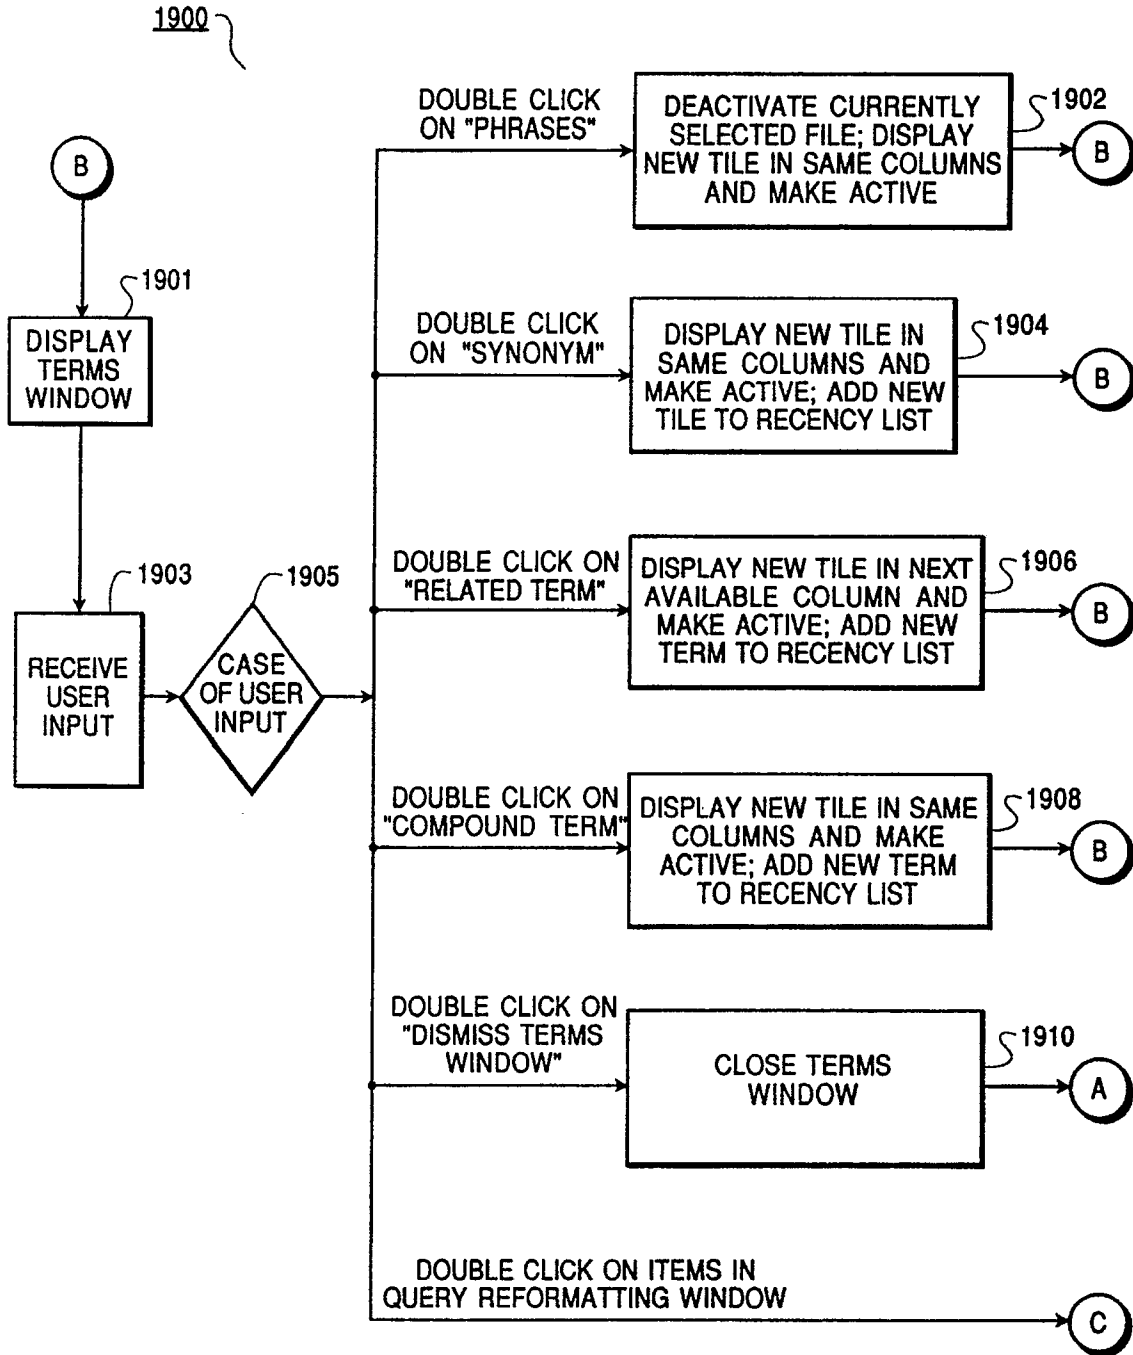 1900
B
1901
DISPLAY
TERMS
WINDOW
1903
RECEIVE
USER
INPUT
1905
CASE
OF USER
INPUT
DOUBLE CLICK
ON "PHRASES"
DEACTIVATE CURRENTLY
SELECTED FILE; DISPLAY
NEW TILE IN SAME COLUMNS
AND MAKE ACTIVE
1902
B
DOUBLE CLICK
ON "SYNONYM"
DISPLAY NEW TILE IN
SAME COLUMNS AND
MAKE ACTIVE; ADD NEW
TILE TO RECENCY LIST
1904
B
DOUBLE CLICK ON
"RELATED TERM"
DISPLAY NEW TILE IN NEXT
AVAILABLE COLUMN AND
MAKE ACTIVE; ADD NEW
TERM TO RECENCY LIST
1906
B
DOUBLE CLICK ON
"COMPOUND TERM"
DISPLAY NEW TILE IN SAME
COLUMNS AND MAKE
ACTIVE; ADD NEW TERM
TO RECENCY LIST
1908
B
DOUBLE CLICK ON
"DISMISS TERMS
WINDOW"
CLOSE TERMS
WINDOW
1910
A
DOUBLE CLICK ON ITEMS IN
QUERY REFORMATTING WINDOW
C